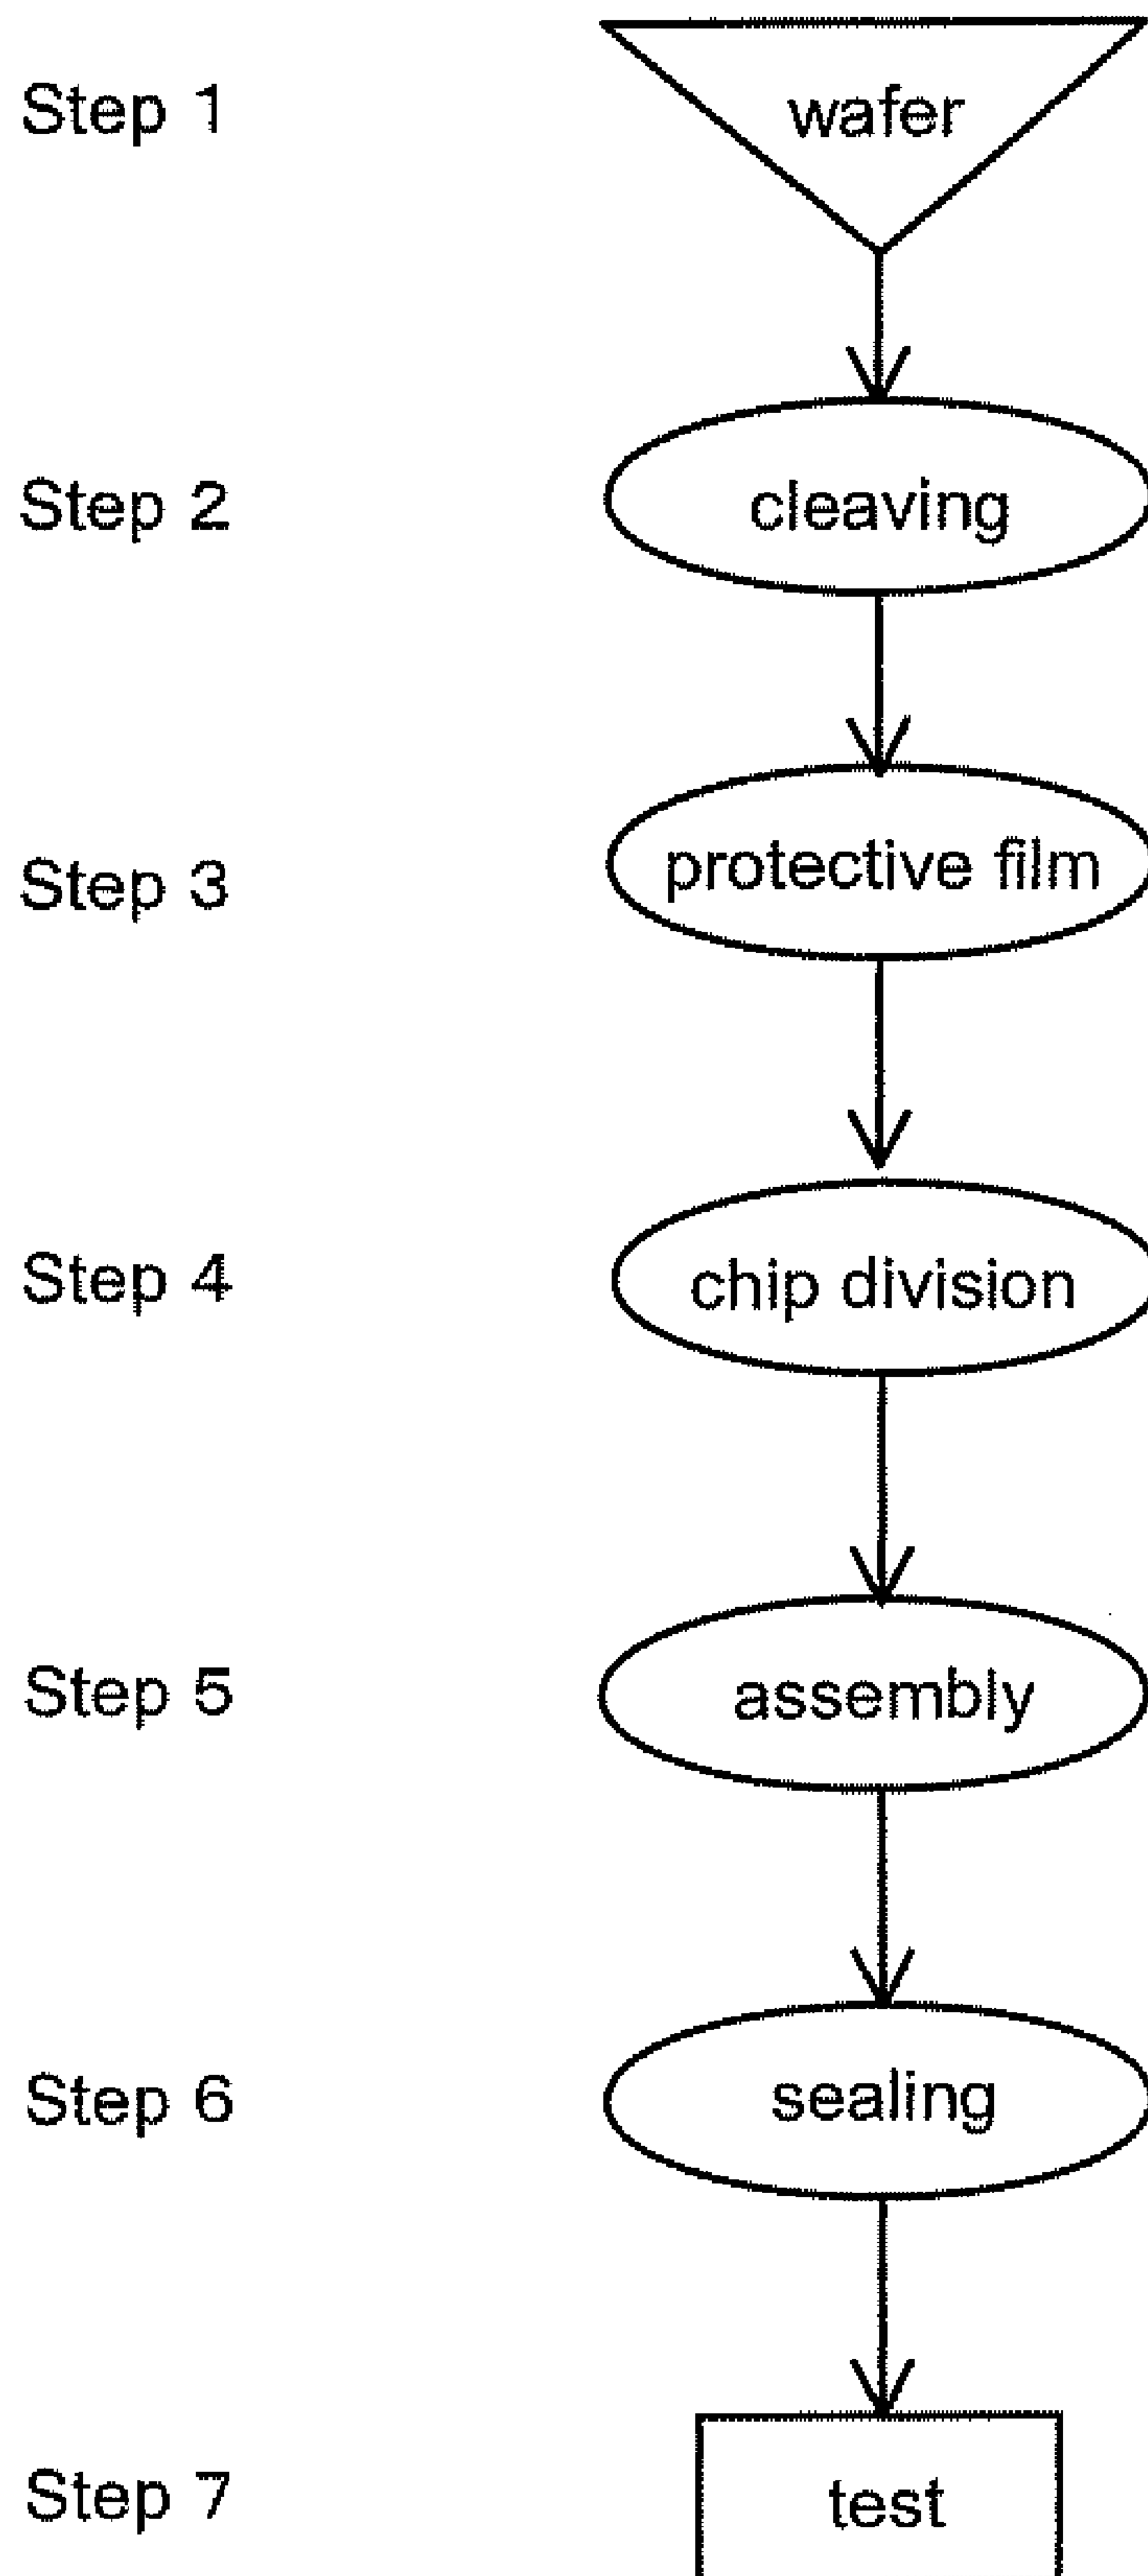 Step 1
wafer
Step 2
cleaving
Step 3
protective film
Step 4
chip division
Step 5
assembly
Step 6
sealing
Step 7
test